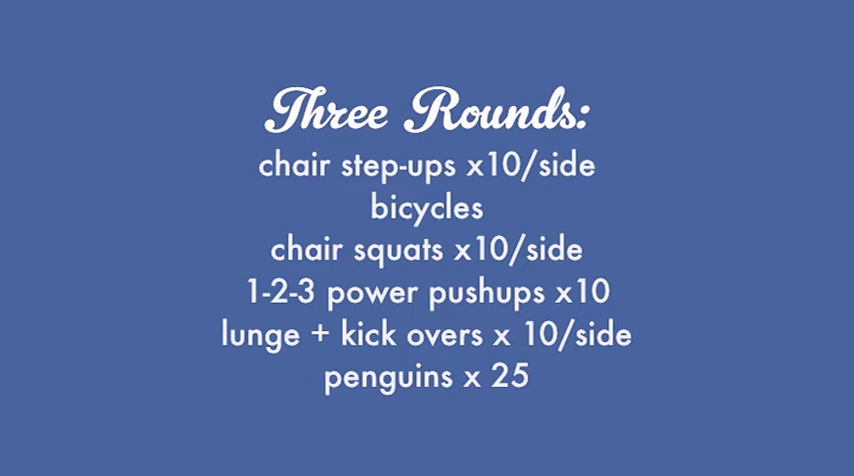 Three Rounds:
chair step-ups x10/side
bicycles
chair squats x10/side
1-2-3 power pushups x10
lunge + kick overs x 10/side
penguins x 25